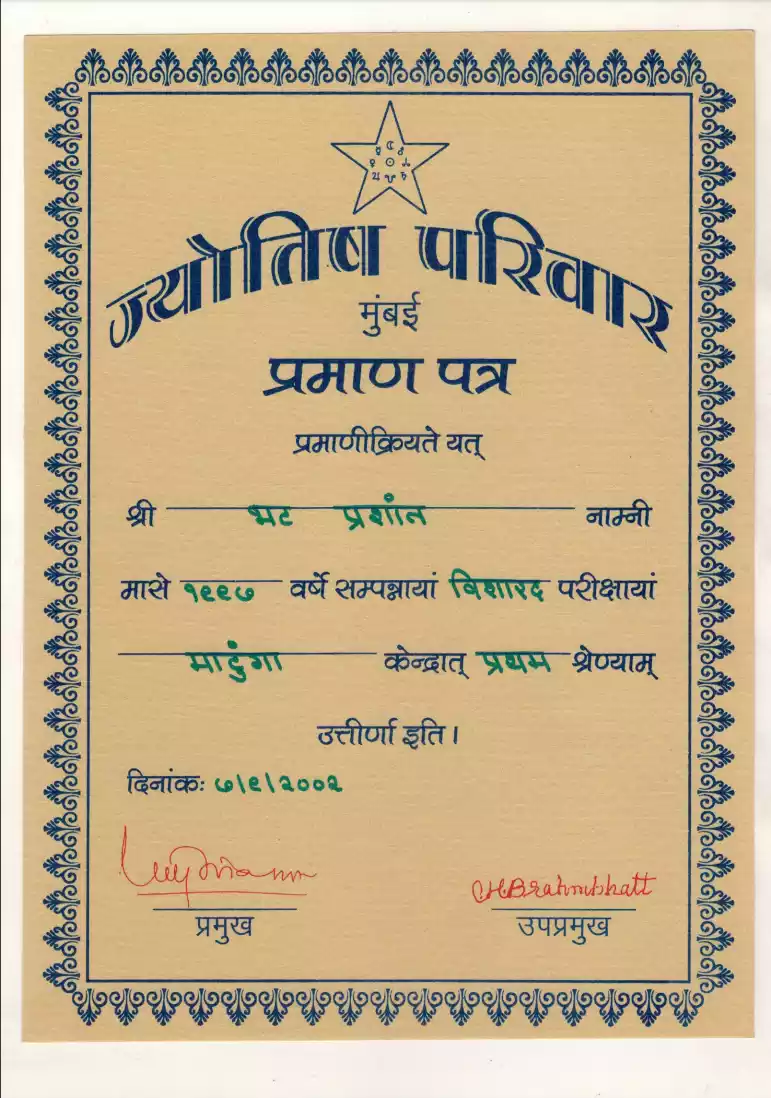 ज्योतिष परिवार
मुंबई
प्रमाण पत्र
प्रमाणीक्रियते यत्
श्री भट प्रशांत नाम्नी
मासे १९९७ वर्षे सम्पन्नायां विशारद परीक्षायां
माटुंगा केन्द्रात् प्रथम श्रेण्याम्
उत्तीर्णा इति।
दिनांकः ७/९/२००२
CHBrahmbhatt
प्रमुख उपप्रमुख